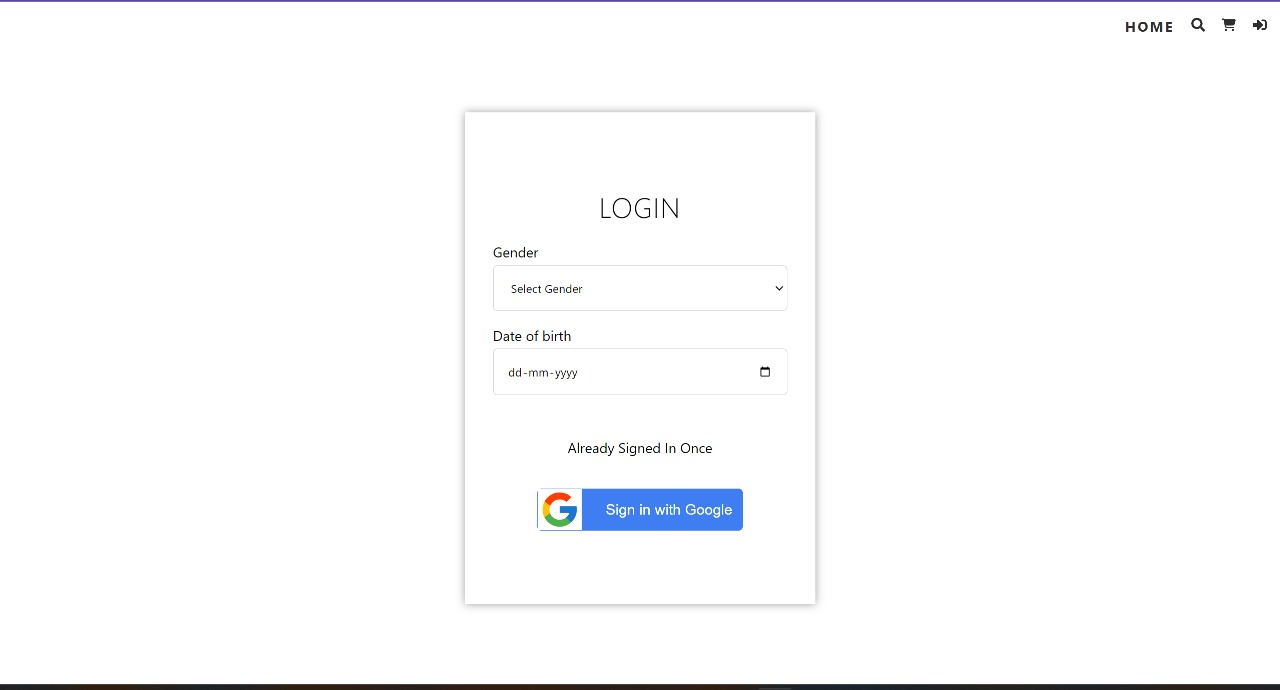 HOME
LOGIN
Gender
Select Gender
Date of birth
dd-mm-yyyy
Already Signed In Once
Sign in with Google